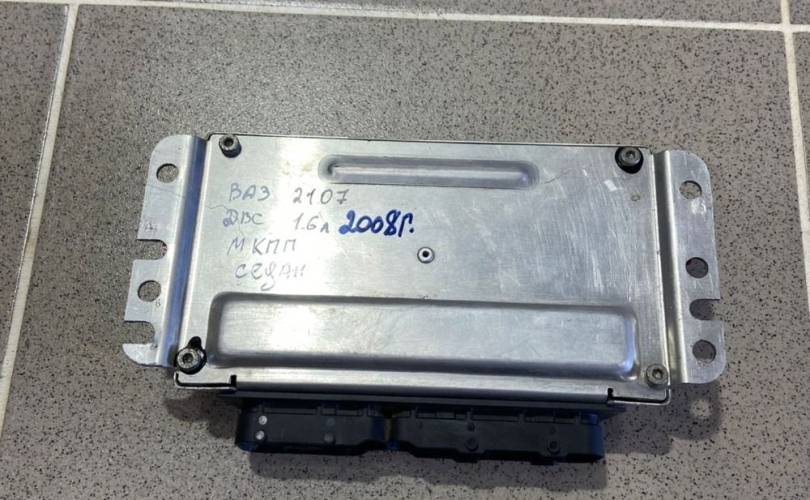 ВАЗ 2107
ДВС 1.6л 2008г.
МКПП
седан